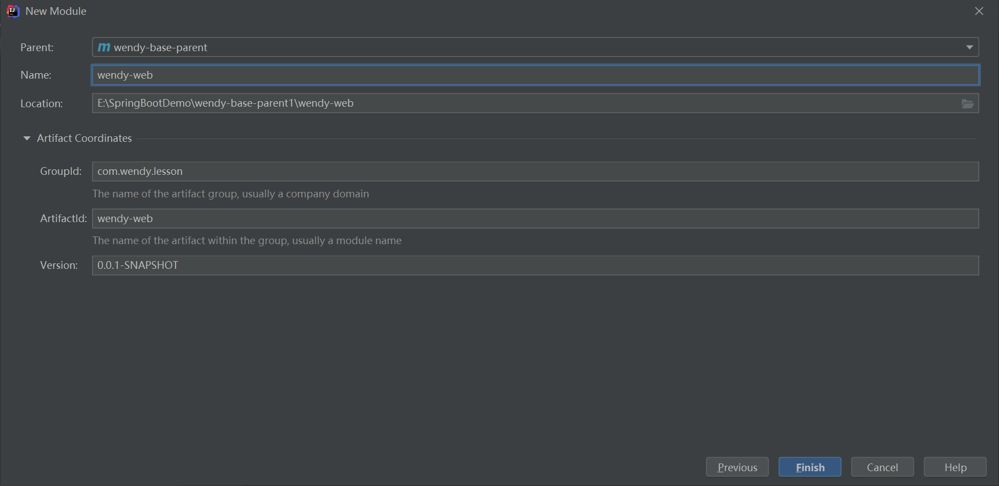 New Module
Parent: m wendy-base-parent
Name: wendy-web
Location: E:\SpringBootDemo\wendy-base-parent1\wendy-web
Artifact Coordinates
GroupId: com.wendy.lesson
The name of the artifact group, usually a company domain
ArtifactId: wendy-web
The name of the artifact within the group, usually a module name
Version: 0.0.1-SNAPSHOT
Previous Finish Cancel Help